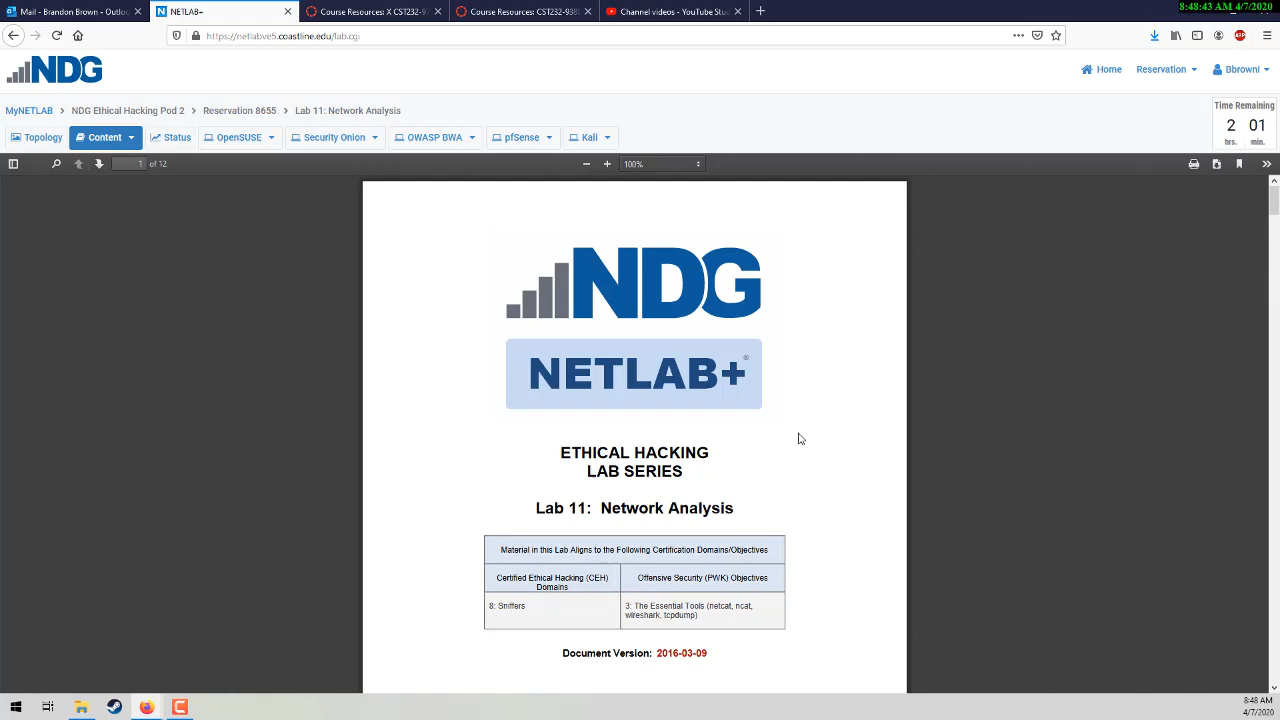 8:48:43 AM 4/7/2020
Mail - Brandon Brown - Outloo
NETLAB+
Course Resources: X CST232-97
Course Resources: CST232-938
Channel videos - YouTube Stud
https://netlabve5.coastline.edu/lab.cgi
NDG
Home
Reservation
Bbrownl
MyNETLAB > NDG Ethical Hacking Pod 2 > Reservation 8655 > Lab 11: Network Analysis
Time Remaining
2 01
hrs. min.
Topology
Content
Status
OpenSUSE
Security Onion
OWASP BWA
pfSense
Kali
1 of 12
100%
NDG
NETLAB+®
ETHICAL HACKING
LAB SERIES
Lab 11: Network Analysis
Material in this Lab Aligns to the Following Certification Domains/Objectives
Certified Ethical Hacking (CEH)
Domains
Offensive Security (PWK) Objectives
8: Sniffers
3: The Essential Tools (netcat, ncat,
wireshark, tcpdump)
Document Version: 2016-03-09
8:48 AM
4/7/2020